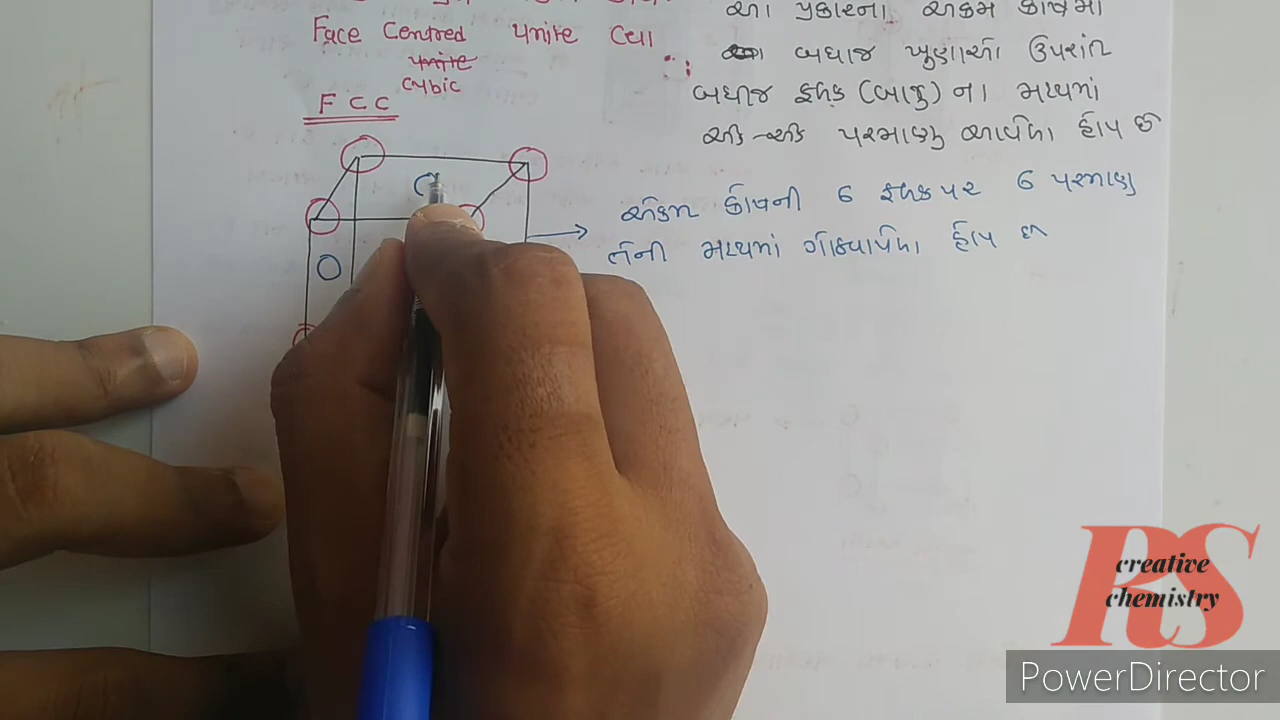 Face Centred unite Cell
unite
cubic
FCC
આ પ્રકારના એકમ કોષમાં
બધાજ ખુણાઓ ઉપરાંત
બધાજ ફલક (બાજુ) ના મધ્યમાં
એક-એક પરમાણુ આવેલા હોય છે
એકમ કોષની 6 ફલક પર 6 પરમાણુ
તેની મધ્યમાં ગોઠવાયેલા હોય છે
RS
creative
chemistry
PowerDirector